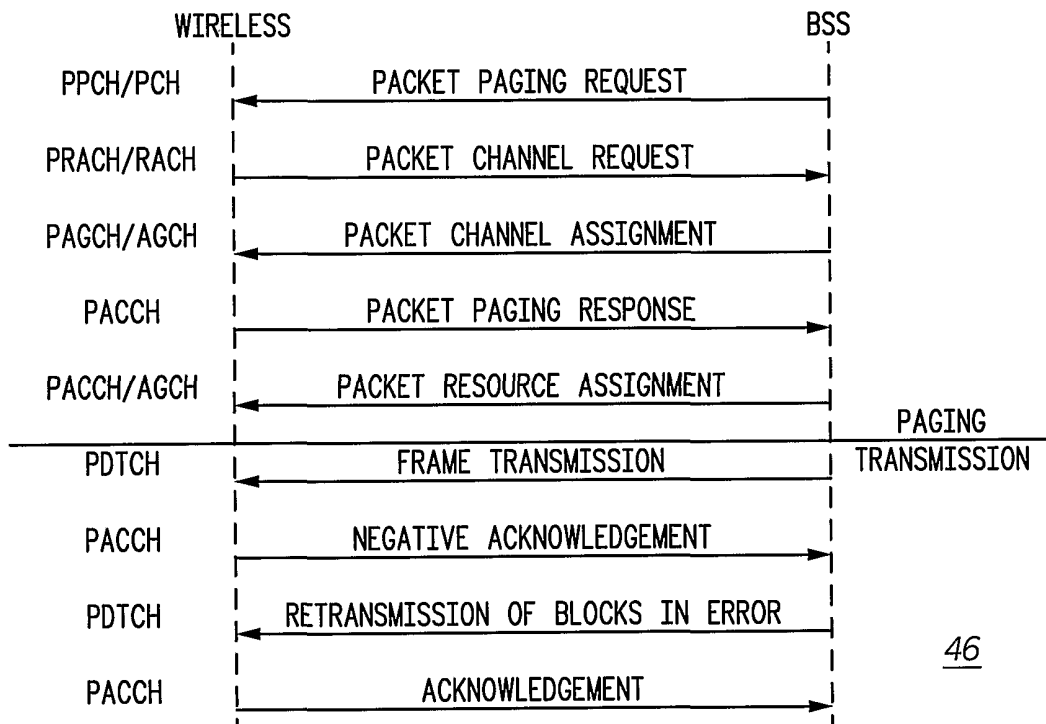 WIRELESS BSS
PPCH/PCH PACKET PAGING REQUEST
PRACH/RACH PACKET CHANNEL REQUEST
PAGCH/AGCH PACKET CHANNEL ASSIGNMENT
PACCH PACKET PAGING RESPONSE
PACCH/AGCH PACKET RESOURCE ASSIGNMENT
PAGING
PDTCH FRAME TRANSMISSION TRANSMISSION
PACCH NEGATIVE ACKNOWLEDGEMENT
PDTCH RETRANSMISSION OF BLOCKS IN ERROR
46
PACCH ACKNOWLEDGEMENT